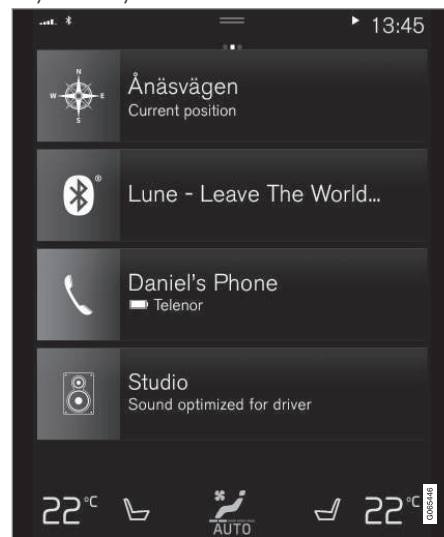 13:45
N
W E
S
Ånäsvägen
Current position
Lune - Leave The World...
Daniel's Phone
Telenor
Studio
Sound optimized for driver
22°C AUTO 22°C
G065446